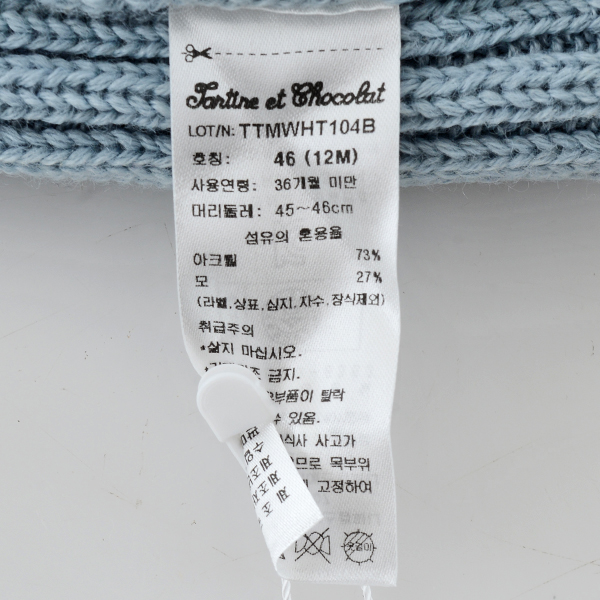 Tartine et Chocolat
LOT/N: TTMWHT104B
호칭: 46 (12M)
사용연령: 36개월 미만
머리둘레: 45~46cm
섬유의 혼용율
아크릴 73%
모 27%
(라벨,상표,심지,자수,장식제외)
취급주의
*삶지 마십시오.
금지.
부품이 탈락
수 있음.
식사 사고가
므로 목부위
고정하여